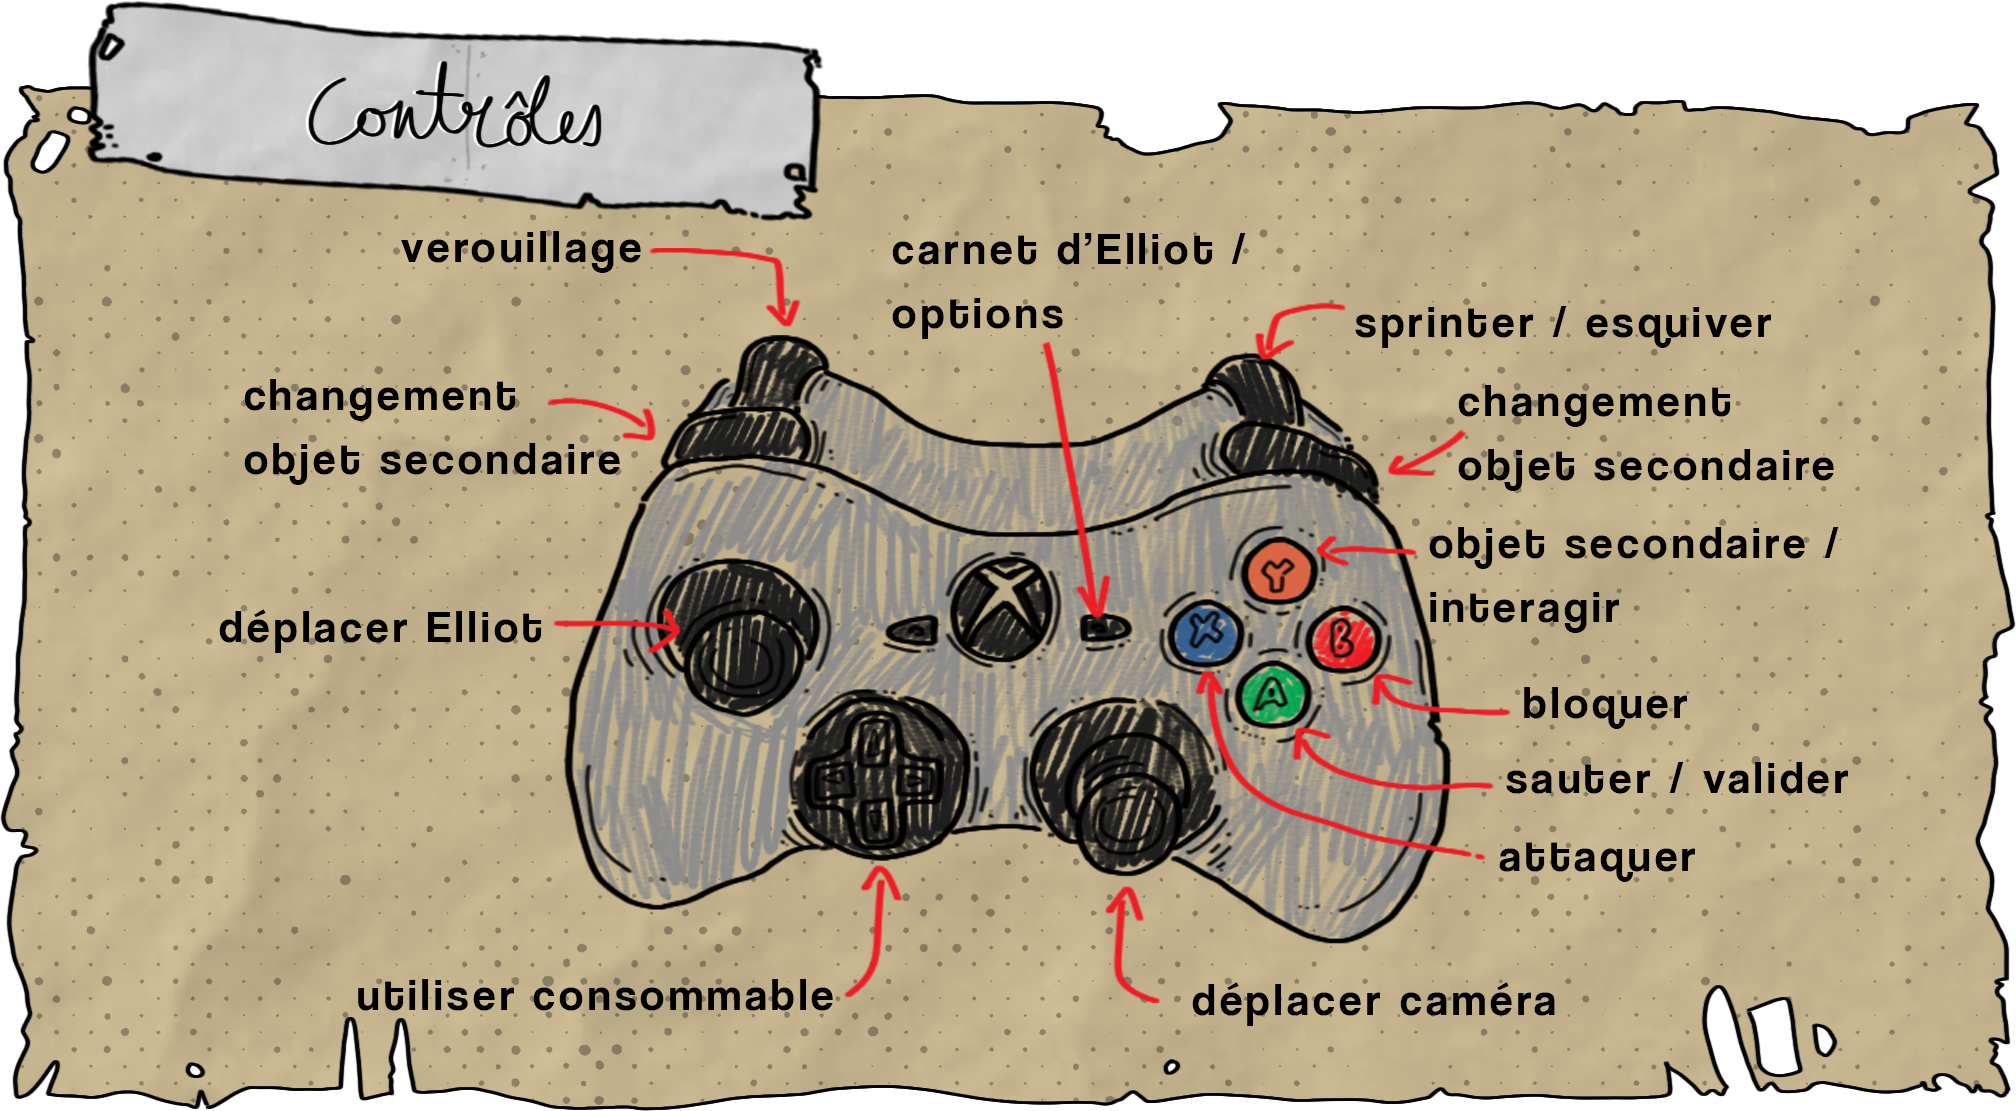 Contrôles
verouillage
carnet d'Elliot /
options
sprinter / esquiver
changement
objet secondaire
changement
objet secondaire
objet secondaire /
interagir
déplacer Elliot
Y
X
B
A
bloquer
sauter / valider
attaquer
utiliser consommable
déplacer caméra